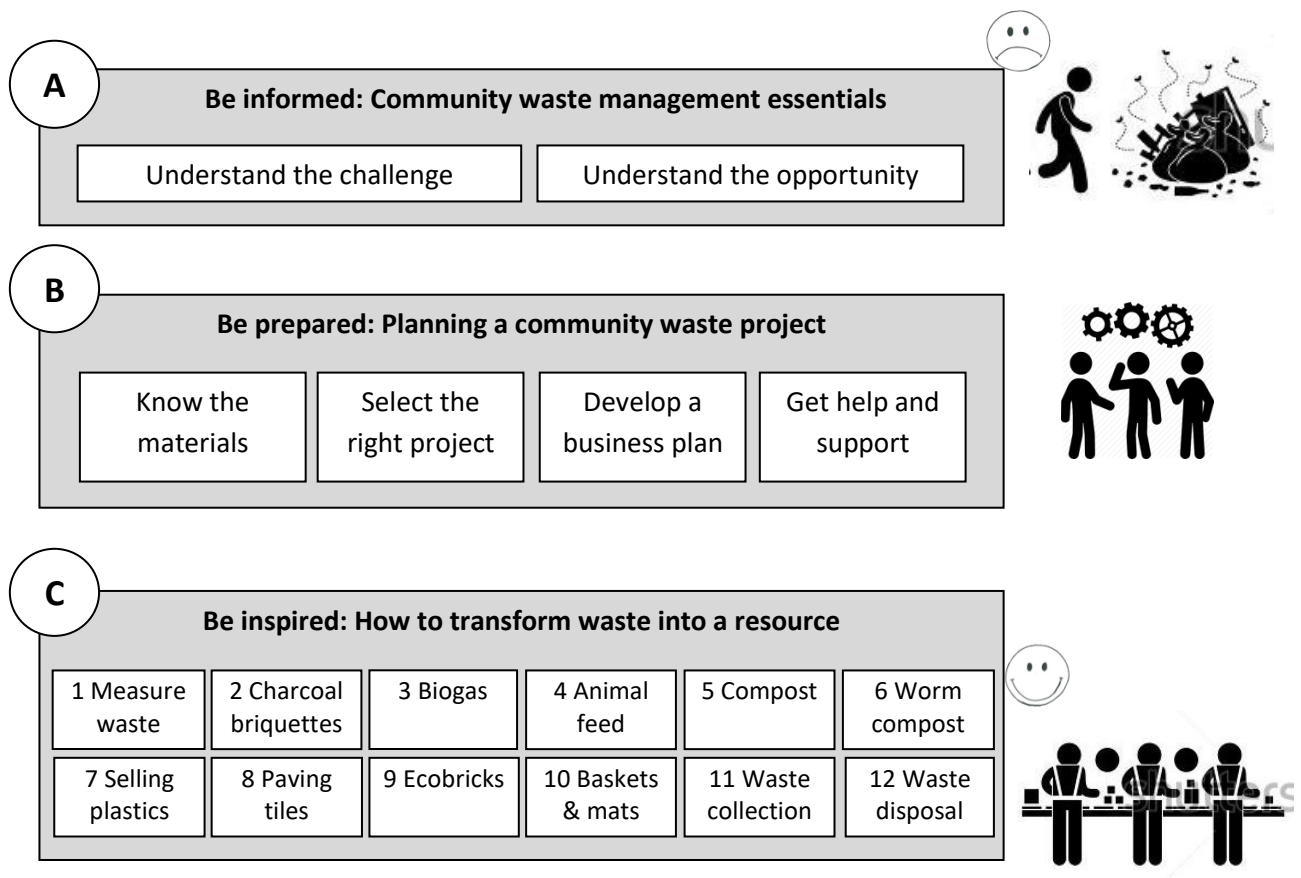 A
Be informed: Community waste management essentials
Understand the challenge
Understand the opportunity
B
Be prepared: Planning a community waste project
Know the
materials
Select the
right project
Develop a
business plan
Get help and
support
C
Be inspired: How to transform waste into a resource
1 Measure
waste
2 Charcoal
briquettes
3 Biogas
4 Animal
feed
5 Compost
6 Worm
compost
7 Selling
plastics
8 Paving
tiles
9 Ecobricks
10 Baskets
& mats
11 Waste
collection
12 Waste
disposal
shutters